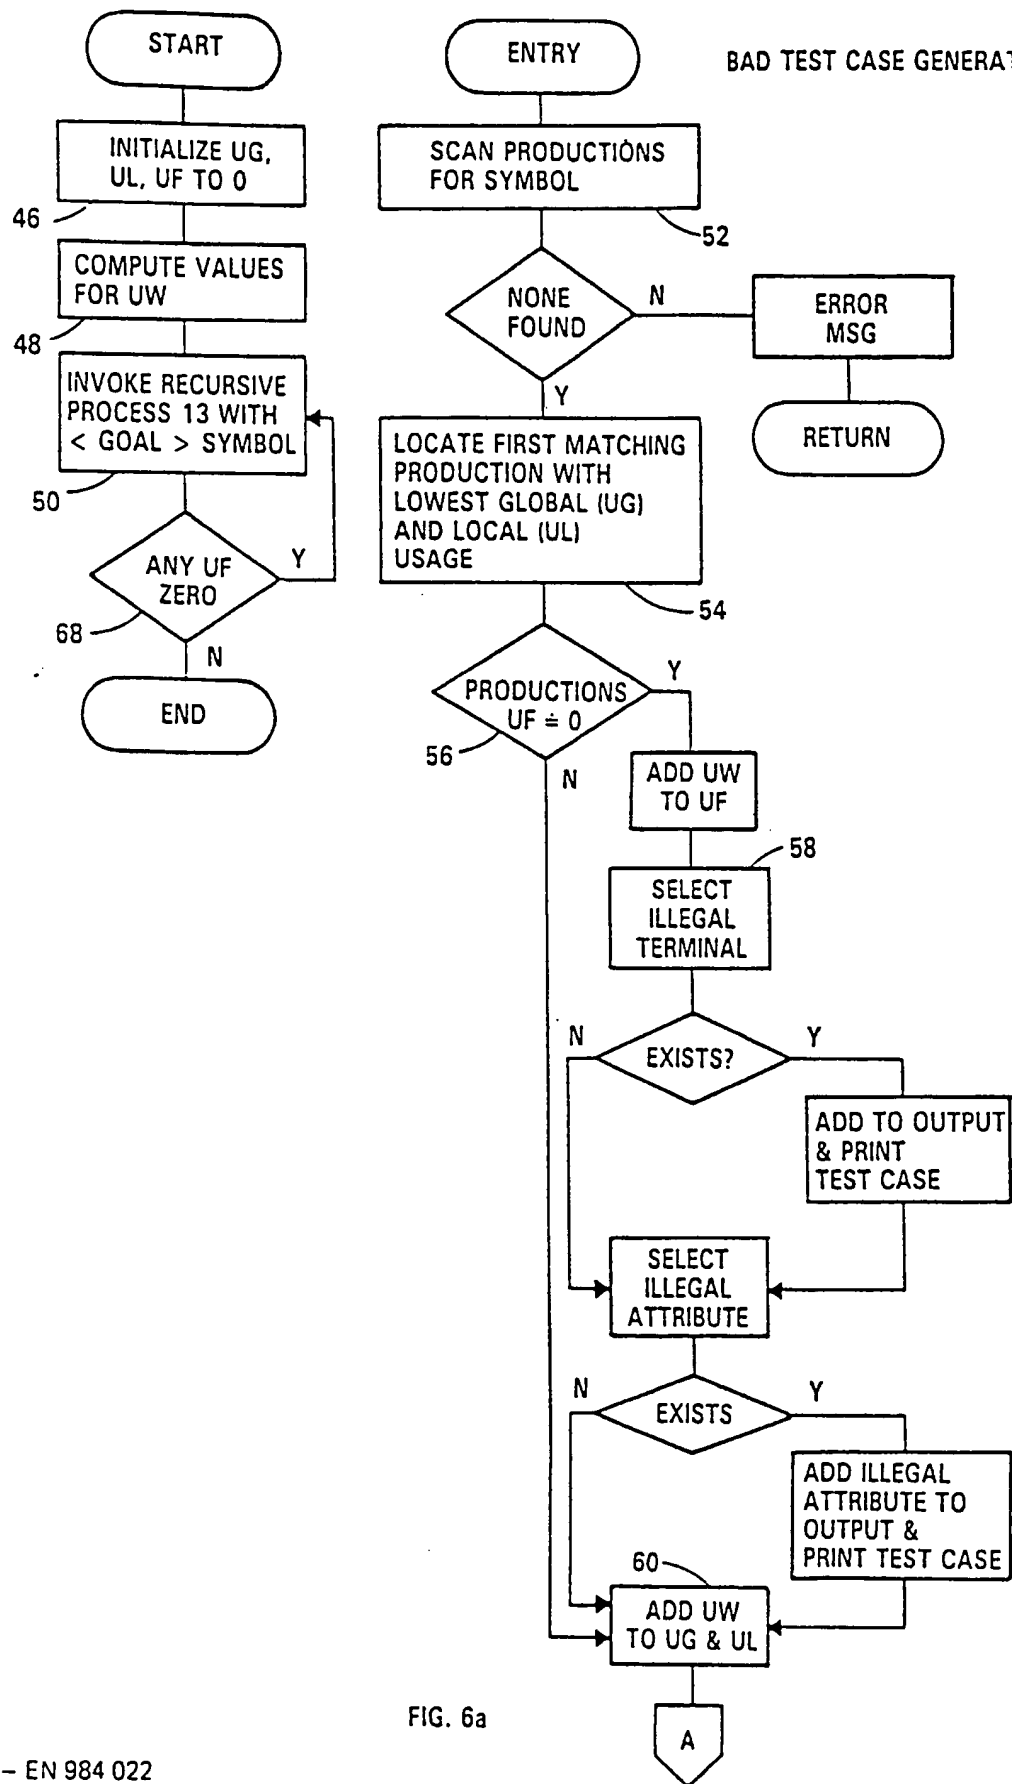 START
INITIALIZE UG,
UL, UF TO 0
46
COMPUTE VALUES
FOR UW
48
INVOKE RECURSIVE
PROCESS 13 WITH
< GOAL > SYMBOL
50
ANY UF
ZERO
Y
68
N
END
ENTRY
BAD TEST CASE GENERAT
SCAN PRODUCTIONS
FOR SYMBOL
52
NONE
FOUND
N
ERROR
MSG
RETURN
Y
LOCATE FIRST MATCHING
PRODUCTION WITH
LOWEST GLOBAL (UG)
AND LOCAL (UL)
USAGE
54
PRODUCTIONS
UF = 0
Y
56
N
ADD UW
TO UF
58
SELECT
ILLEGAL
TERMINAL
N
EXISTS?
Y
ADD TO OUTPUT
& PRINT
TEST CASE
SELECT
ILLEGAL
ATTRIBUTE
N
EXISTS
Y
ADD ILLEGAL
ATTRIBUTE TO
OUTPUT &
PRINT TEST CASE
60
ADD UW
TO UG & UL
A
FIG. 6a
– EN 984 022